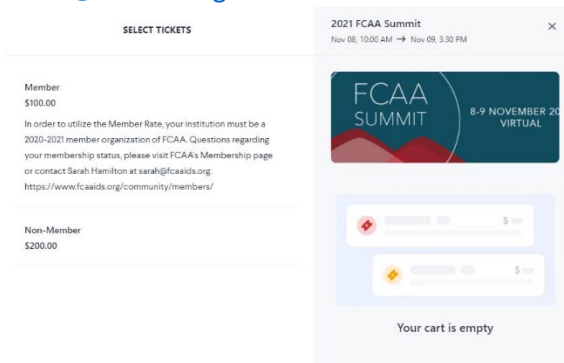 SELECT TICKETS
Member
$100.00
In order to utilize the Member Rate, your institution must be a
2020-2021 member organization of FCAA. Questions regarding
your membership status, please visit FCAA's Membership page
or contact Sarah Hamilton at sarah@fcaaids.org.
https://www.fcaaids.org/community/members/
Non-Member
$200.00
2021 FCAA Summit
Nov 08, 10:00 AM → Nov 09, 3:30 PM
FCAA
SUMMIT
8-9 NOVEMBER 20
VIRTUAL
$
$
Your cart is empty